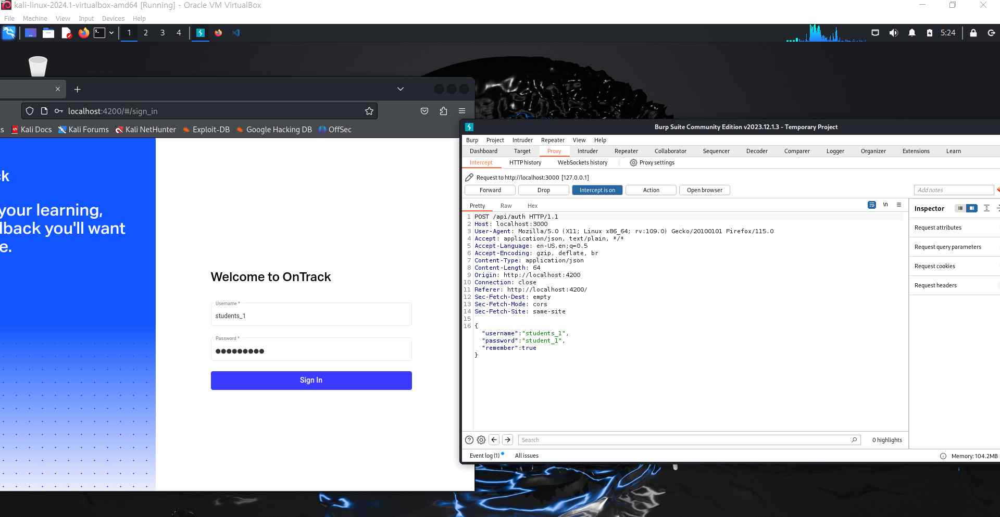 kali-linux-2024.1-virtualbox-amd64 [Running] - Oracle VM VirtualBox
File Machine View Input Devices Help
1 2 3 4
5:24
localhost:4200/#/sign_in
s Kali Docs Kali Forums Kali NetHunter Exploit-DB Google Hacking DB OffSec
ck
your learning,
dback you'll want
e.
Welcome to OnTrack
Username *
students_1
Password *
●●●●●●●●●
Sign In
Burp Suite Community Edition v2023.12.1.3 - Temporary Project
Burp Project Intruder Repeater View Help
Dashboard Target Proxy Intruder Repeater Collaborator Sequencer Decoder Comparer Logger Organizer Extensions Learn
Intercept HTTP history WebSockets history Proxy settings
Request to http://localhost:3000 [127.0.0.1]
Forward Drop Intercept is on Action Open browser Add notes
Pretty Raw Hex \n
1 POST /api/auth HTTP/1.1
2 Host: localhost:3000
3 User-Agent: Mozilla/5.0 (X11; Linux x86_64; rv:109.0) Gecko/20100101 Firefox/115.0
4 Accept: application/json, text/plain, */*
5 Accept-Language: en-US,en;q=0.5
6 Accept-Encoding: gzip, deflate, br
7 Content-Type: application/json
8 Content-Length: 64
9 Origin: http://localhost:4200
10 Connection: close
11 Referer: http://localhost:4200/
12 Sec-Fetch-Dest: empty
13 Sec-Fetch-Mode: cors
14 Sec-Fetch-Site: same-site
15
16 {
"username":"students_1",
"password":"student_1",
"remember":true
}
Inspector
Request attributes
Request query parameters
Request cookies
Request headers
Search
0 highlights
Event log (1) All issues
Memory: 104.2MB